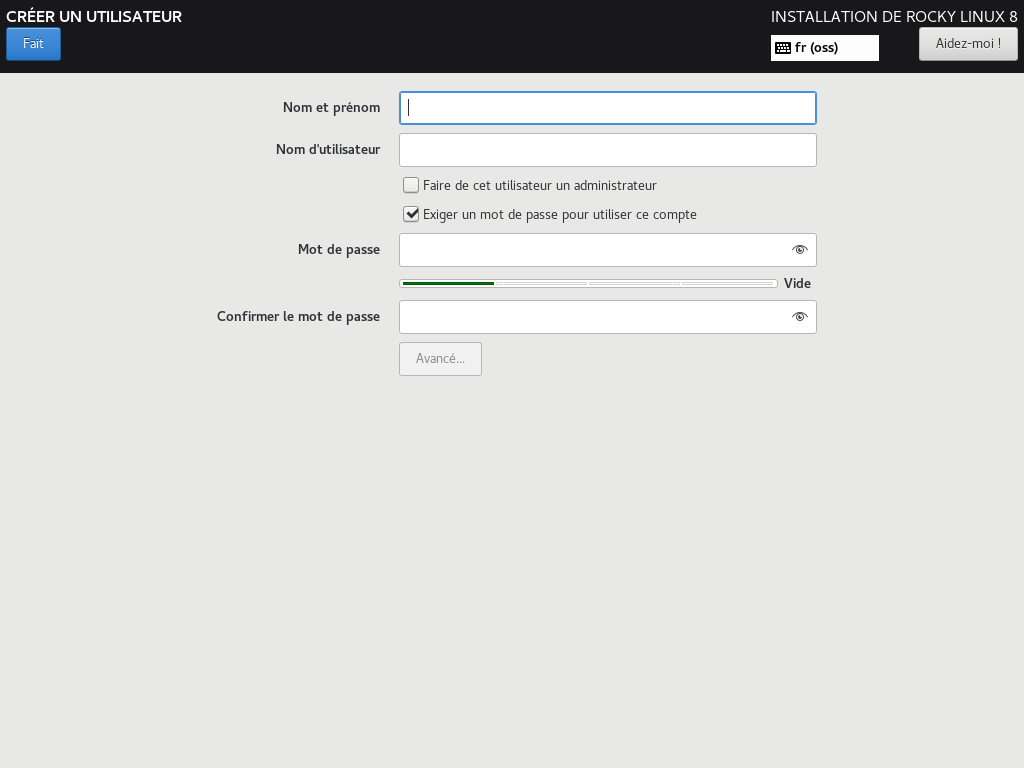 CRÉER UN UTILISATEUR
INSTALLATION DE ROCKY LINUX 8
Fait
fr (oss)
Aidez-moi !
Nom et prénom
Nom d'utilisateur
Faire de cet utilisateur un administrateur
Exiger un mot de passe pour utiliser ce compte
Mot de passe
Vide
Confirmer le mot de passe
Avancé...